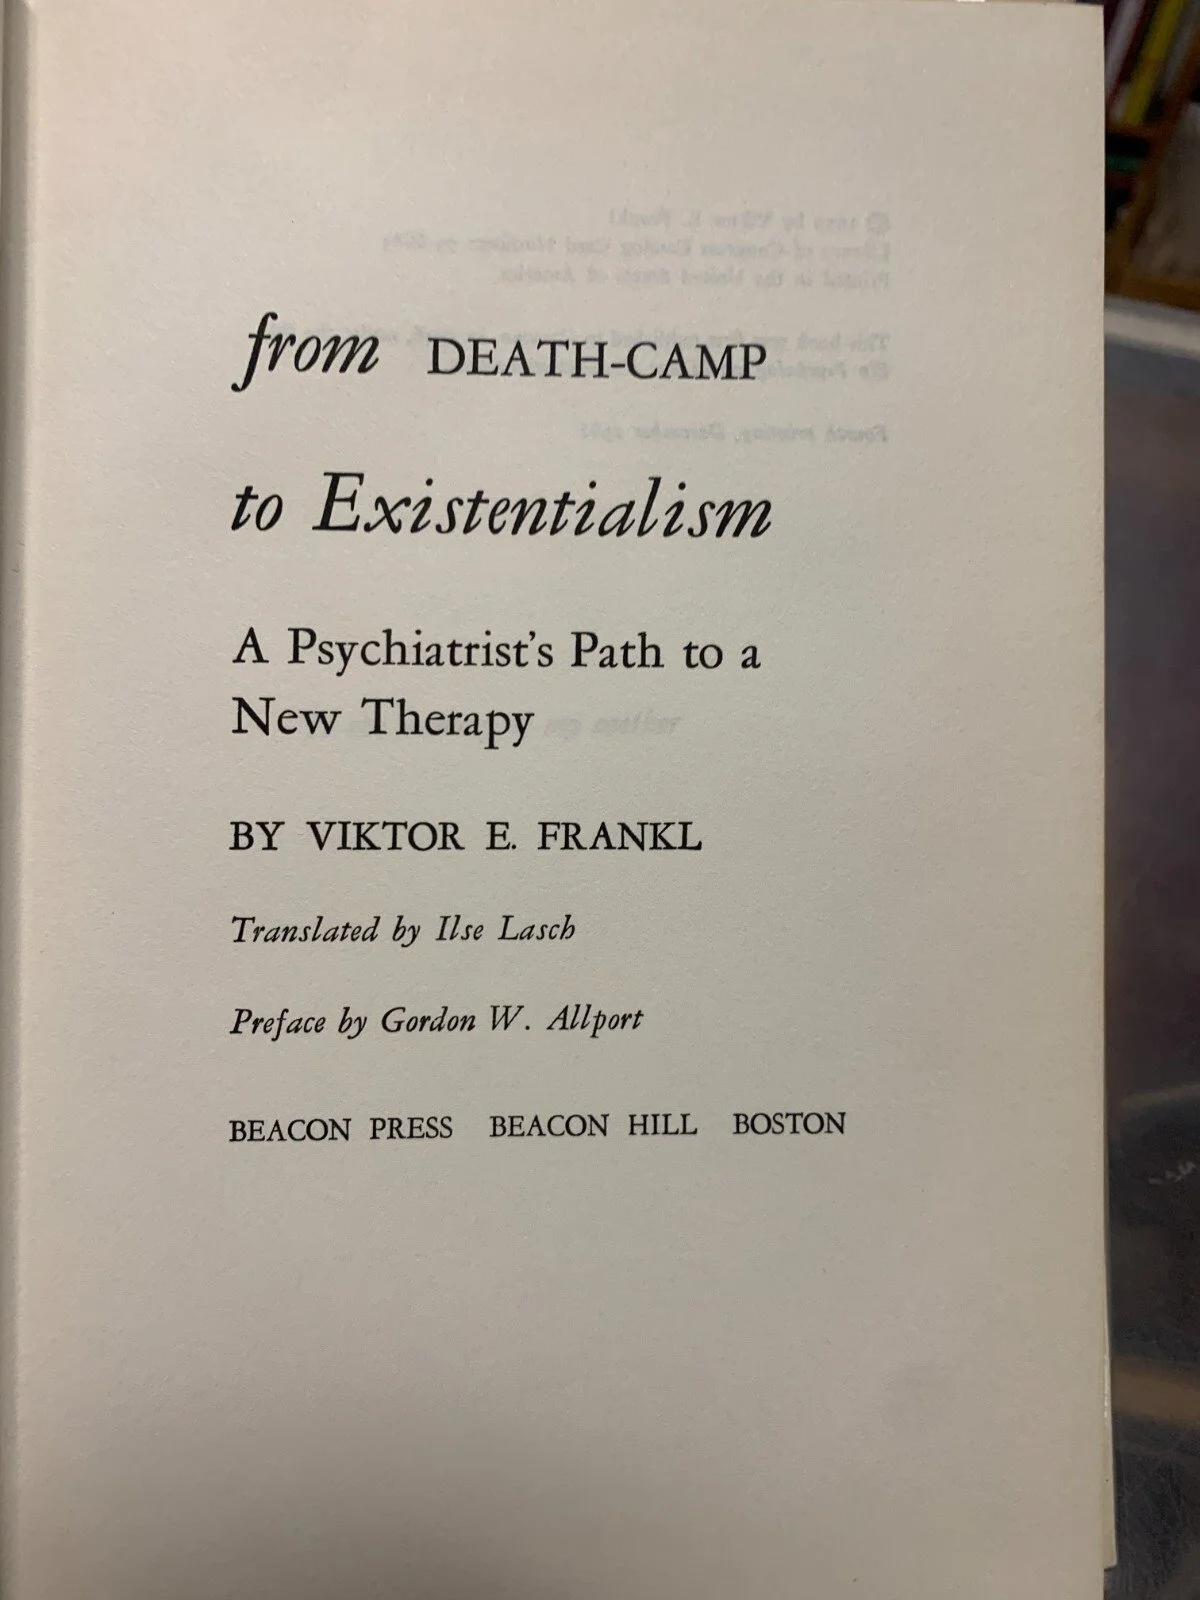 from DEATH-CAMP
to Existentialism
A Psychiatrist's Path to a
New Therapy
BY VIKTOR E. FRANKL
Translated by Ilse Lasch
Preface by Gordon W. Allport
BEACON PRESS BEACON HILL BOSTON